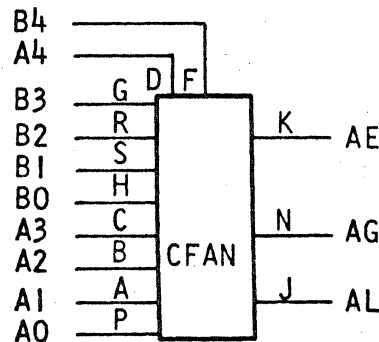 B4
A4
D F
B3 G
B2 R K AE
B1 S
B0 H
A3 C N AG
A2 B
CFAN
A1 A J AL
A0 P